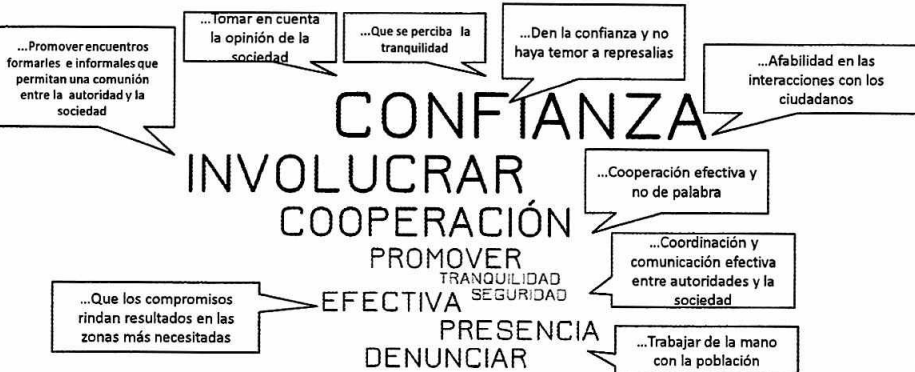 ...Promover encuentros
formarles e informales que
permitan una comunión
entre la autoridad y la
sociedad
...Tomar en cuenta
la opinión de la
sociedad
...Que se perciba la
tranquilidad
...Den la confianza y no
haya temor a represalias
...Afabilidad en las
interacciones con los
ciudadanos
CONFIANZA
INVOLUCRAR
...Cooperación efectiva y
no de palabra
COOPERACIÓN
PROMOVER
TRANQUILIDAD
SEGURIDAD
EFECTIVA
...Coordinación y
comunicación efectiva
entre autoridades y la
sociedad
...Que los compromisos
rindan resultados en las
zonas más necesitadas
PRESENCIA
DENUNCIAR
...Trabajar de la mano
con la población